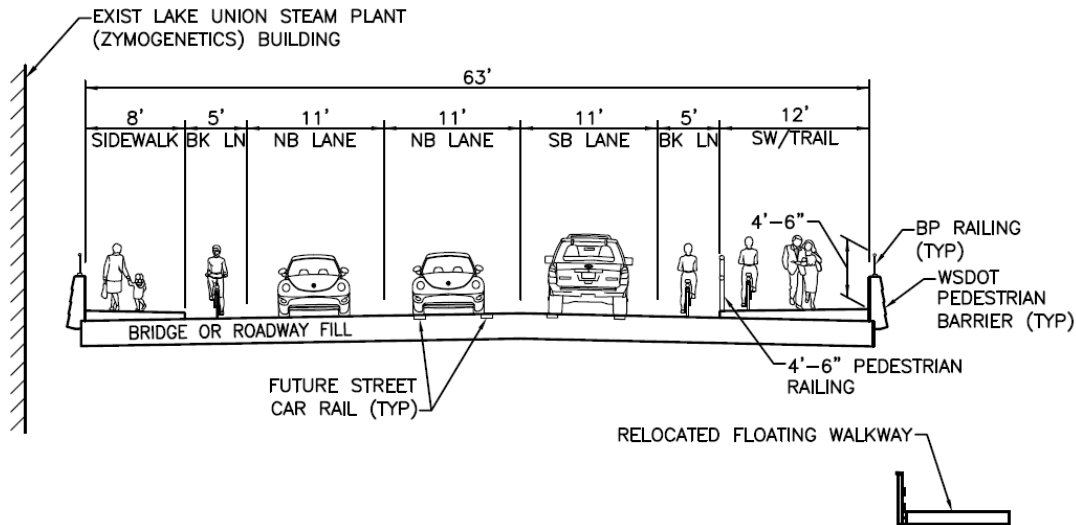 EXIST LAKE UNION STEAM PLANT
(ZYMOGENETICS) BUILDING
63'
8'
5'
11'
11'
11'
5'
12'
SIDEWALK
BK LN
NB LANE
NB LANE
SB LANE
BK LN
SW/TRAIL
4'-6"
BP RAILING
(TYP)
WSDOT
PEDESTRIAN
BARRIER (TYP)
BRIDGE OR ROADWAY FILL
4'-6" PEDESTRIAN
RAILING
FUTURE STREET
CAR RAIL (TYP)
RELOCATED FLOATING WALKWAY